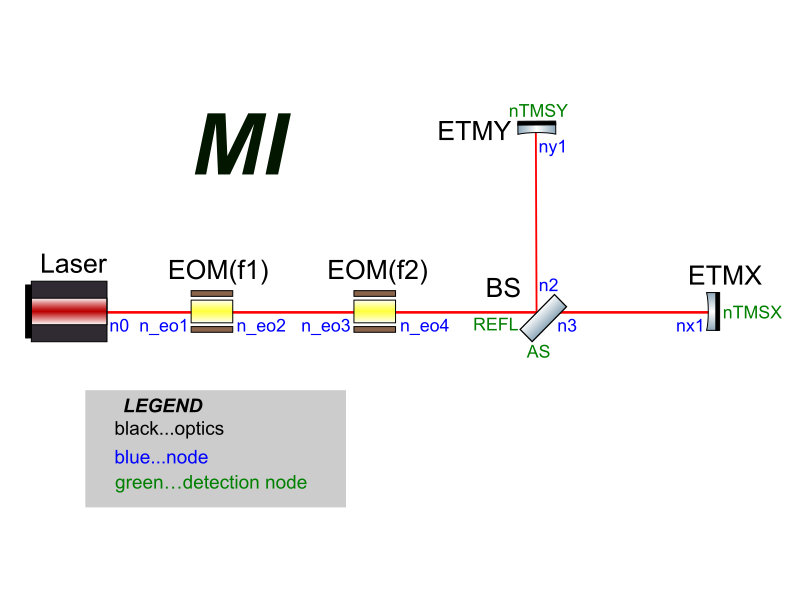 MI
nTMSY
ETMY
ny1
Laser
EOM(f1)
EOM(f2)
BS
n2
ETMX
n0
n_eo1
n_eo2
n_eo3
n_eo4
REFL
n3
AS
nx1
nTMSX
LEGEND
black...optics
blue...node
green…detection node